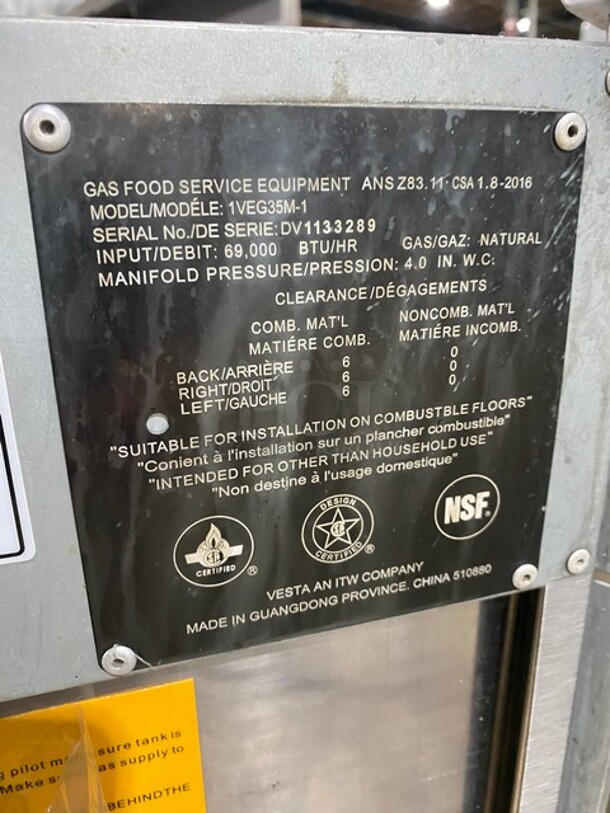 GAS FOOD SERVICE EQUIPMENT ANS Z83.11· CSA 1.8-2016
MODEL/MODÉLE: 1VEG35M-1
SERIAL No./DE SERIE: DV1133289
INPUT/DEBIT: 69,000 BTU/HR GAS/GAZ: NATURAL
MANIFOLD PRESSURE/PRESSION: 4.0 IN. W.C.
CLEARANCE/DÉGAGEMENTS
COMB. MAT'L NONCOMB. MAT'L
MATIÉRE COMB. MATIÉRE INCOMB.
BACK/ARRIÈRE 6 0
RIGHT/DROIT 6 0
LEFT/GAUCHE 6 0
"SUITABLE FOR INSTALLATION ON COMBUSTBLE FLOORS"
"Conient à l'installation sur un plancher combustible"
"INTENDED FOR OTHER THAN HOUSEHOLD USE"
"Non destine à l'usage domestique"
CERTIFIED ®
DESIGN CERTIFIED ®
NSF®
VESTA AN ITW COMPANY
MADE IN GUANGDONG PROVINCE. CHINA 510880
pilot sure tank is
Make as supply to
BEHIND THE